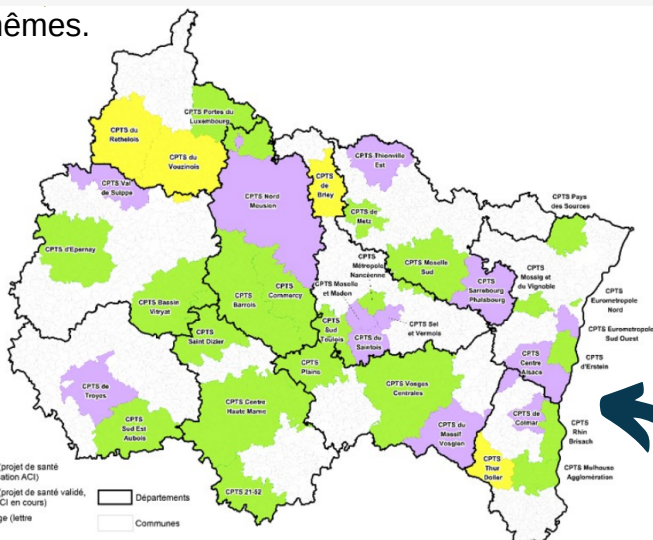 nêmes.
CPTS Portes du
Luxembourg
CPTS du
Rethelois
CPTS du
Vouzinois
CPTS Thionville
Est
CPTS Val
de Suippe
CPTS
de
Briey
CPTS Nord
Meusien
CPTS Pays
des Sources
CPTS de
Metz
CPTS d'Epernay
CPTS
Métropole
Nancéenne
CPTS Moselle
Sud
CPTS
Mossig et
du Vignoble
CPTS
Sarrebourg
Phalsbourg
CPTS Moselle
et Madon
CPTS
Barrois
CPTS
Commercy
CPTS Bassin
Vitryat
CPTS
Eurometropole
Nord
CPTS
Sud
Toulois
CPTS Sel
et Vermois
CPTS Eurometropole
Sud Ouest
CPTS
Saint Dizier
CPTS du
Saintois
CPTS
Centre
Alsace
CPTS
d'Erstein
CPTS
Plaine
CPTS de
Troyes
CPTS Vosges
Centrales
CPTS Centre
Haute Marne
CPTS de
Colmar
CPTS
Sud Est
Aubois
CPTS du
Massif
Vosgien
CPTS
Rhin
Brisach
CPTS
Thur
Doller
CPTS Mulhouse
Agglomération
CPTS 21-52
(projet de santé
ation ACI)
(projet de santé validé,
CI en cours)
ge (lettre
Départements
Communes